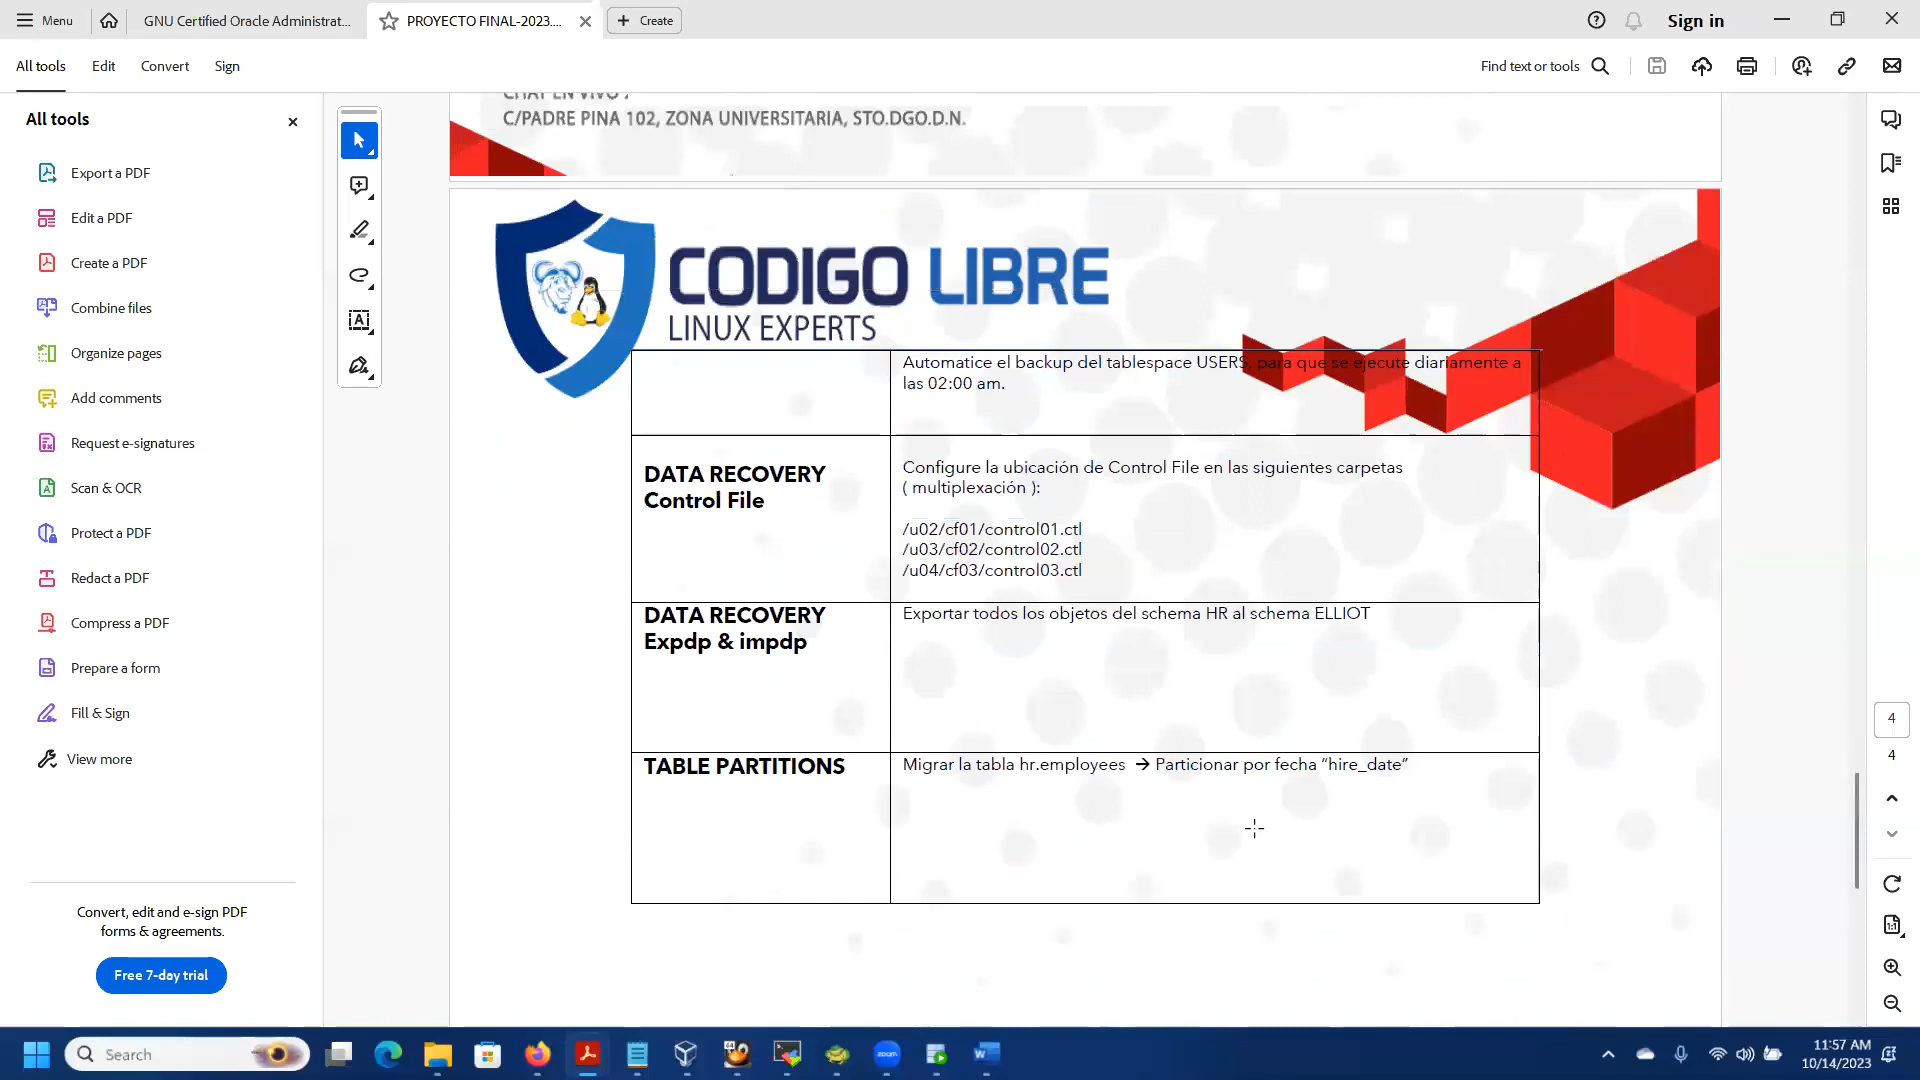 Menu
GNU Certified Oracle Administrat...
PROYECTO FINAL-2023....
Create
Sign in
All tools
Edit
Convert
Sign
Find text or tools
All tools
Export a PDF
Edit a PDF
Create a PDF
Combine files
Organize pages
Add comments
Request e-signatures
Scan & OCR
Protect a PDF
Redact a PDF
Compress a PDF
Prepare a form
Fill & Sign
View more
Convert, edit and e-sign PDF
forms & agreements.
Free 7-day trial
C/PADRE PINA 102, ZONA UNIVERSITARIA, STO.DGO.D.N.
CODIGO LIBRE
LINUX EXPERTS
Automatice el backup del tablespace USERS, para que se ejecute diariamente a
las 02:00 am.
DATA RECOVERY
Control File
Configure la ubicación de Control File en las siguientes carpetas
( multiplexación ):
/u02/cf01/control01.ctl
/u03/cf02/control02.ctl
/u04/cf03/control03.ctl
DATA RECOVERY
Expdp & impdp
Exportar todos los objetos del schema HR al schema ELLIOT
TABLE PARTITIONS
Migrar la tabla hr.employees → Particionar por fecha “hire_date”
4
4
Search
zoom
11:57 AM
10/14/2023